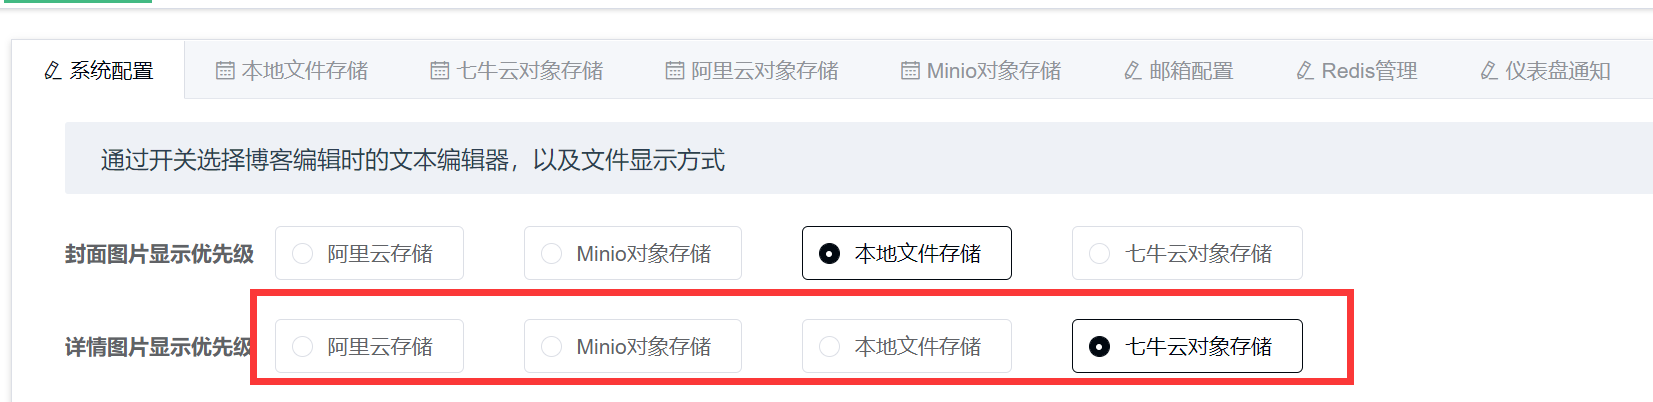 系统配置 本地文件存储 七牛云对象存储 阿里云对象存储 Minio对象存储 邮箱配置 Redis管理 仪表盘通知
通过开关选择博客编辑时的文本编辑器，以及文件显示方式
封面图片显示优先级 阿里云存储 Minio对象存储 本地文件存储 七牛云对象存储
详情图片显示优先级 阿里云存储 Minio对象存储 本地文件存储 七牛云对象存储